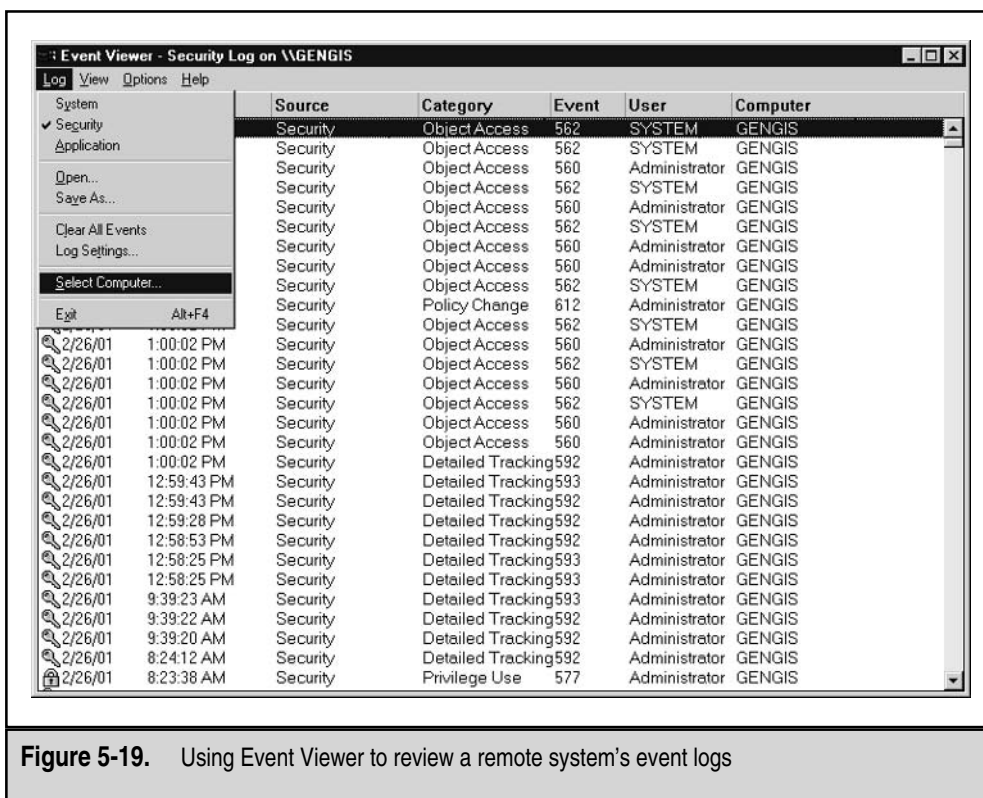 Event Viewer - Security Log on \\GENGIS
Log View Options Help
System
Security
Application
Open...
Save As...
Clear All Events
Log Settings...
Select Computer...
Exit Alt+F4
Source Category Event User Computer
Security Object Access 562 SYSTEM GENGIS
Security Object Access 562 SYSTEM GENGIS
Security Object Access 560 Administrator GENGIS
Security Object Access 562 SYSTEM GENGIS
Security Object Access 560 Administrator GENGIS
Security Object Access 562 SYSTEM GENGIS
Security Object Access 560 Administrator GENGIS
Security Object Access 560 Administrator GENGIS
Security Object Access 562 SYSTEM GENGIS
Security Policy Change 612 Administrator GENGIS
Security Object Access 562 SYSTEM GENGIS
2/26/01 1:00:02 PM Security Object Access 560 Administrator GENGIS
2/26/01 1:00:02 PM Security Object Access 562 SYSTEM GENGIS
2/26/01 1:00:02 PM Security Object Access 560 Administrator GENGIS
2/26/01 1:00:02 PM Security Object Access 562 SYSTEM GENGIS
2/26/01 1:00:02 PM Security Object Access 560 Administrator GENGIS
2/26/01 1:00:02 PM Security Object Access 560 Administrator GENGIS
2/26/01 1:00:02 PM Security Detailed Tracking 592 Administrator GENGIS
2/26/01 12:59:43 PM Security Detailed Tracking 593 Administrator GENGIS
2/26/01 12:59:43 PM Security Detailed Tracking 592 Administrator GENGIS
2/26/01 12:59:28 PM Security Detailed Tracking 592 Administrator GENGIS
2/26/01 12:58:53 PM Security Detailed Tracking 592 Administrator GENGIS
2/26/01 12:58:25 PM Security Detailed Tracking 593 Administrator GENGIS
2/26/01 12:58:25 PM Security Detailed Tracking 593 Administrator GENGIS
2/26/01 9:39:23 AM Security Detailed Tracking 593 Administrator GENGIS
2/26/01 9:39:22 AM Security Detailed Tracking 592 Administrator GENGIS
2/26/01 9:39:20 AM Security Detailed Tracking 592 Administrator GENGIS
2/26/01 8:24:12 AM Security Detailed Tracking 592 Administrator GENGIS
2/26/01 8:23:38 AM Security Privilege Use 577 Administrator GENGIS
Figure 5-19. Using Event Viewer to review a remote system's event logs